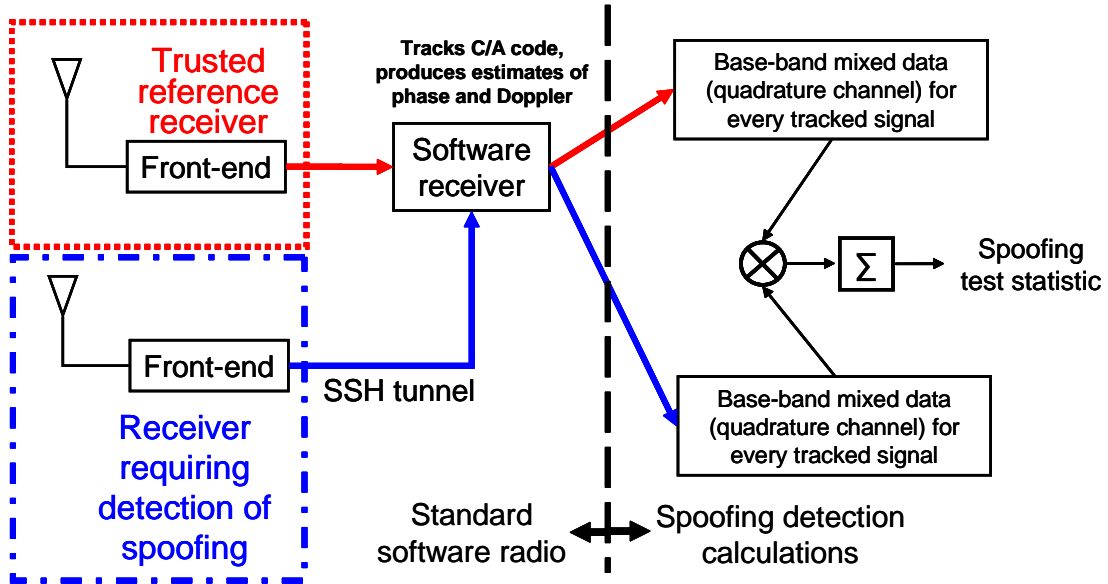 Trusted
reference
receiver
Front-end
Tracks C/A code,
produces estimates of
phase and Doppler
Software
receiver
Base-band mixed data
(quadrature channel) for
every tracked signal
Σ
Spoofing
test statistic
Front-end
SSH tunnel
Receiver
requiring
detection of
spoofing
Base-band mixed data
(quadrature channel) for
every tracked signal
Standard
software radio
Spoofing detection
calculations